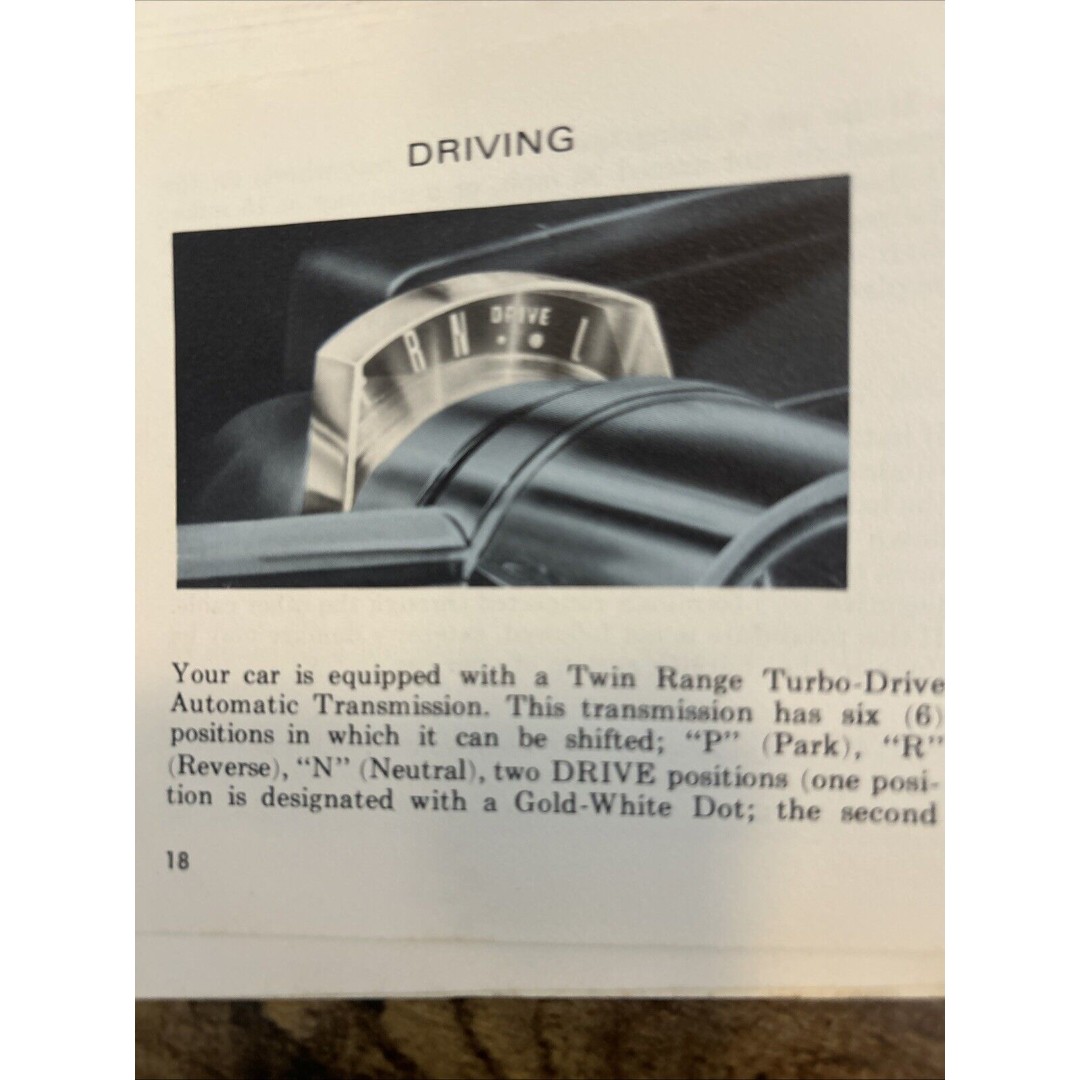 DRIVING
R N DRIVE L
Your car is equipped with a Twin Range Turbo-Drive
Automatic Transmission. This transmission has six (6)
positions in which it can be shifted; “P” (Park), “R”
(Reverse), “N” (Neutral), two DRIVE positions (one posi-
tion is designated with a Gold-White Dot; the second
18